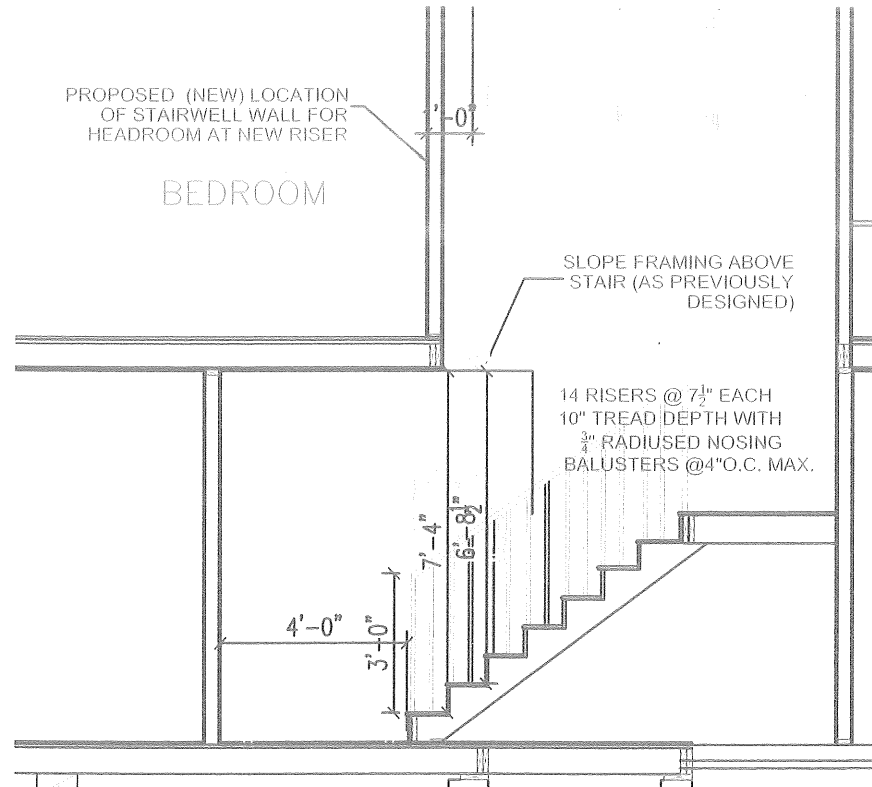 PROPOSED (NEW) LOCATION
OF STAIRWELL WALL FOR
HEADROOM AT NEW RISER
1'-0"
BEDROOM
SLOPE FRAMING ABOVE
STAIR (AS PREVIOUSLY
DESIGNED)
14 RISERS @ 7½" EACH
10" TREAD DEPTH WITH
¾" RADIUSED NOSING
BALUSTERS @4"O.C. MAX.
7'-4"
6'-8½"
4'-0"
3'-0"